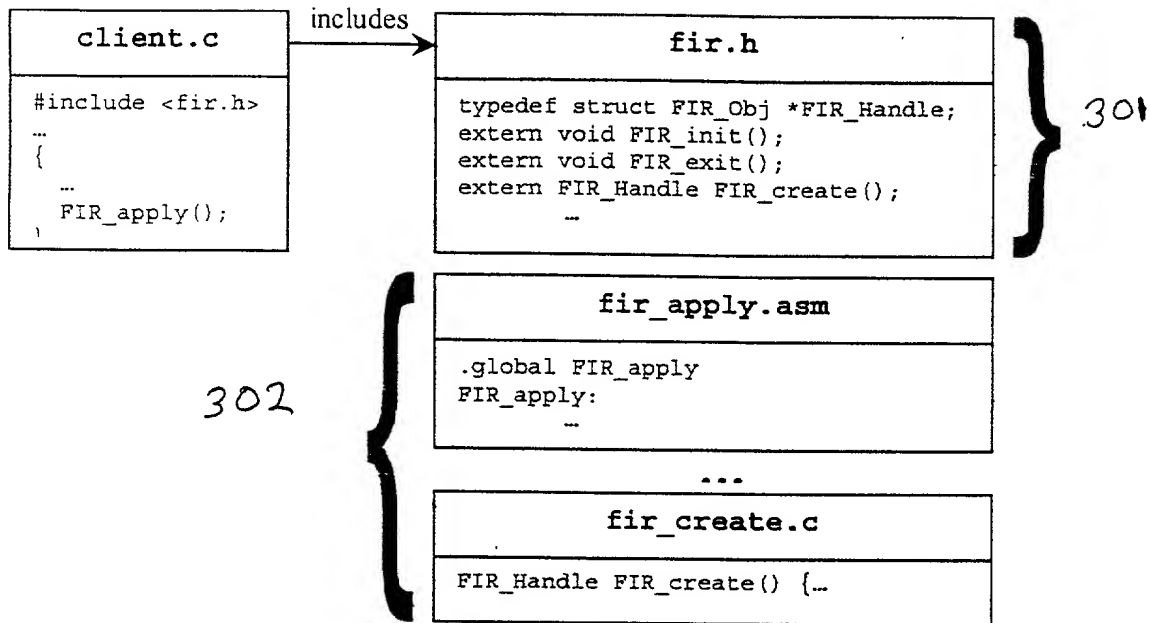 client.c
#include <fir.h>
…
{
…
FIR_apply();
}
includes
fir.h
typedef struct FIR_Obj *FIR_Handle;
extern void FIR_init();
extern void FIR_exit();
extern FIR_Handle FIR_create();
…
301
302
fir_apply.asm
.global FIR_apply
FIR_apply:
…
...
fir_create.c
FIR_Handle FIR_create() {…